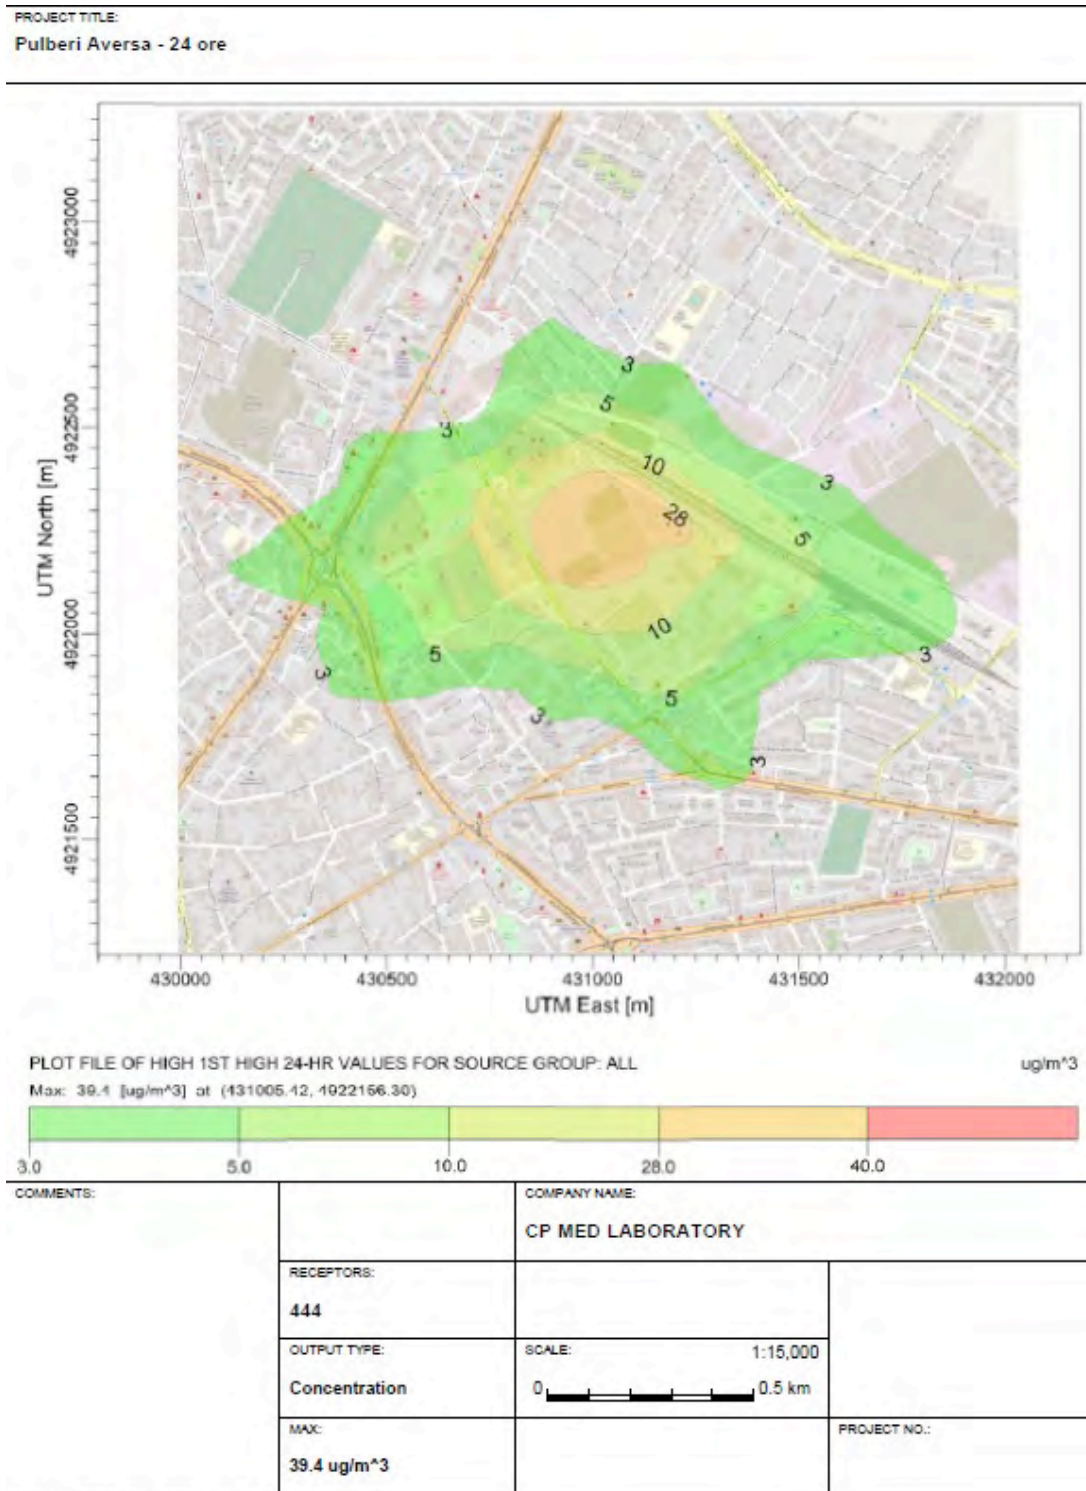 PROJECT TITLE:
Pulberi Aversa - 24 ore
UTM North [m]
4923000
4922500
4922000
4921500
3
5
3
10
3
28
5
10
5
3
3
5
3
3
430000 430500 431000 431500 432000
UTM East [m]
PLOT FILE OF HIGH 1ST HIGH 24-HR VALUES FOR SOURCE GROUP: ALL ug/m^3
Max: 39.4 [ug/m^3] at (431005.42, 4922156.30)
3.0 5.0 10.0 28.0 40.0
COMMENTS:
COMPANY NAME:
CP MED LABORATORY
RECEPTORS:
444
OUTPUT TYPE:
Concentration
SCALE: 1:15,000
0 0.5 km
MAX:
39.4 ug/m^3
PROJECT NO.: